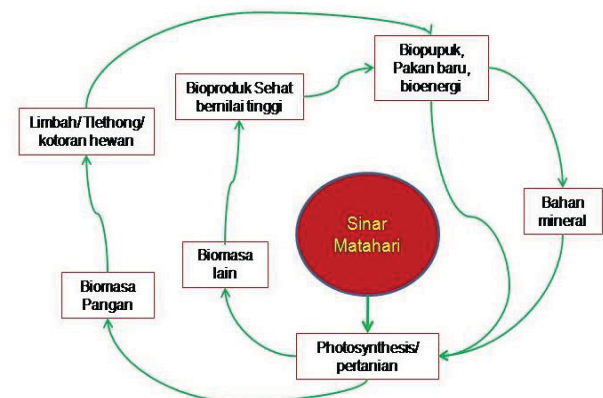 Biopupuk,
Pakan baru,
bioenergi
Bioproduk Sehat
bernilai tinggi
Limbah/ Tlethong/
kotoran hewan
Sinar
Matahari
Bahan
mineral
Biomasa
lain
Biomasa
Pangan
Photosynthesis/
pertanian